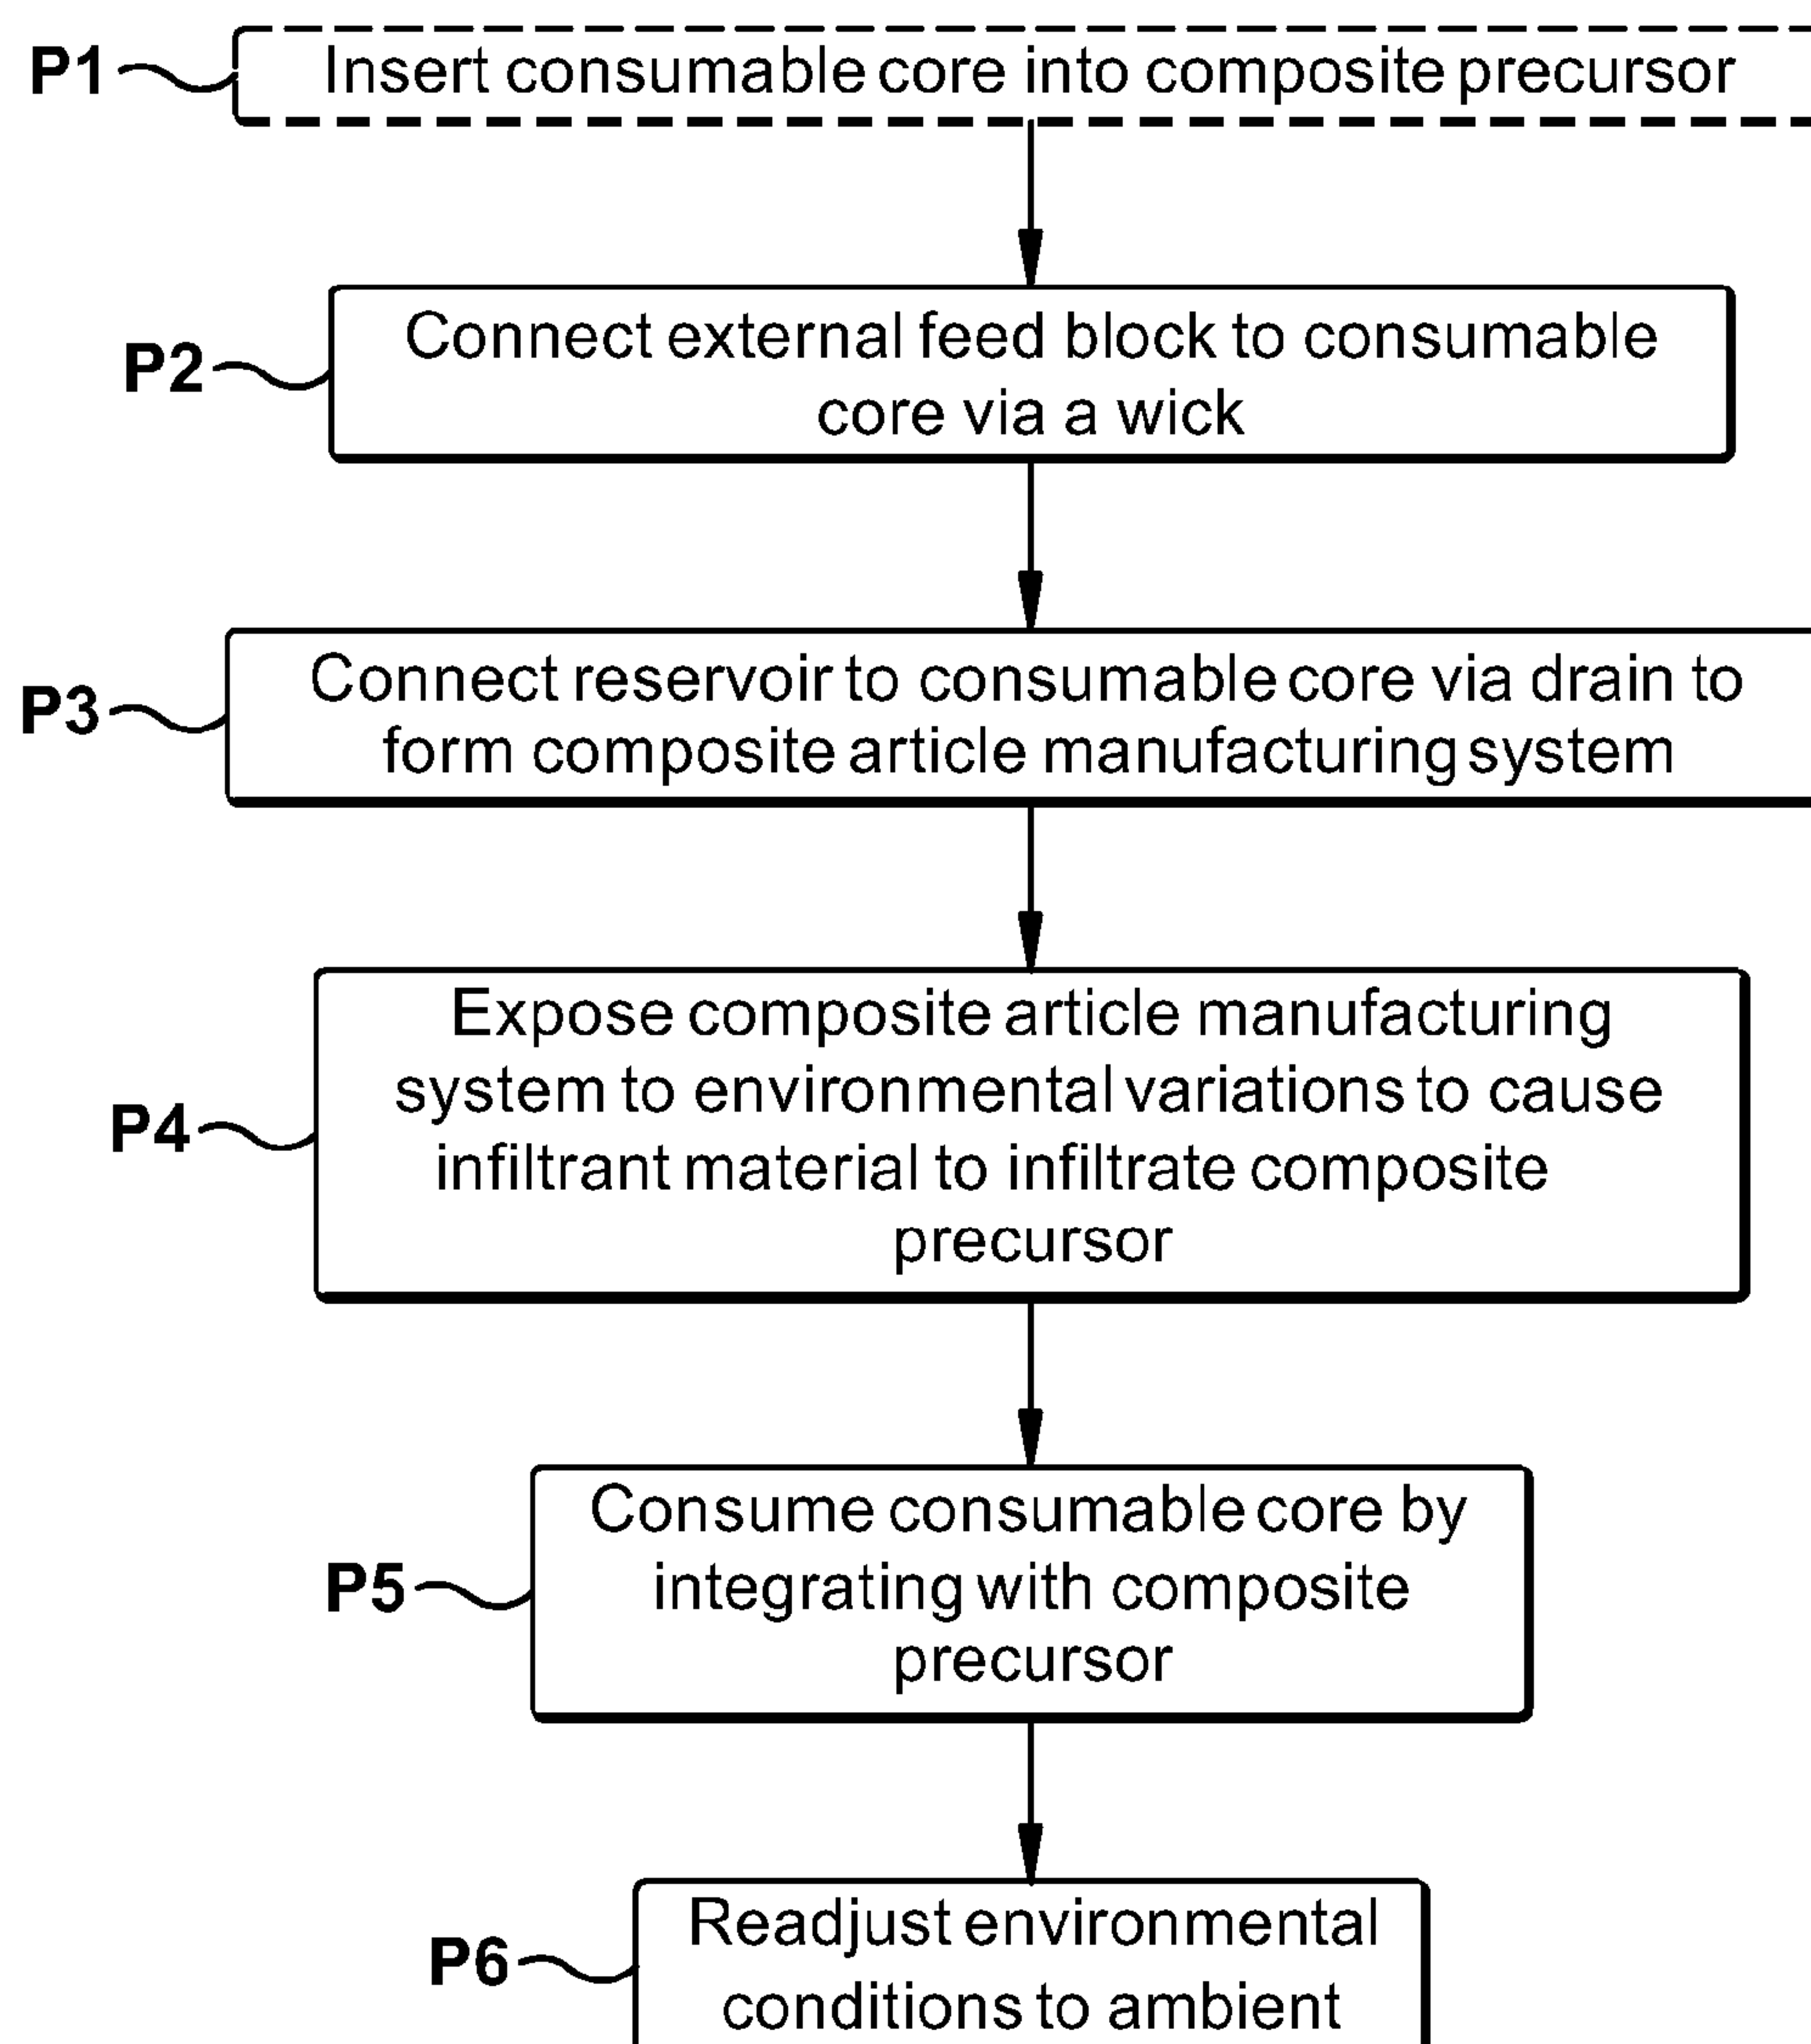 P1
Insert consumable core into composite precursor
P2
Connect external feed block to consumable
core via a wick
P3
Connect reservoir to consumable core via drain to
form composite article manufacturing system
P4
Expose composite article manufacturing
system to environmental variations to cause
infiltrant material to infiltrate composite
precursor
P5
Consume consumable core by
integrating with composite
precursor
P6
Readjust environmental
conditions to ambient